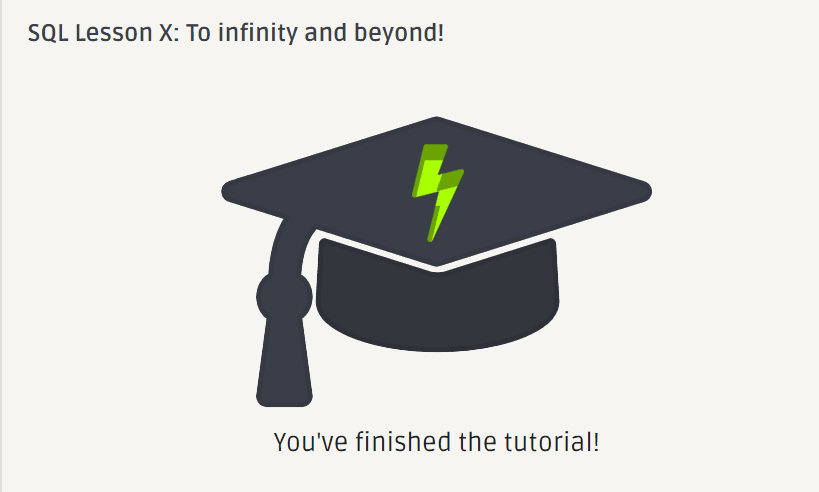 SQL Lesson X: To infinity and beyond!
You've finished the tutorial!